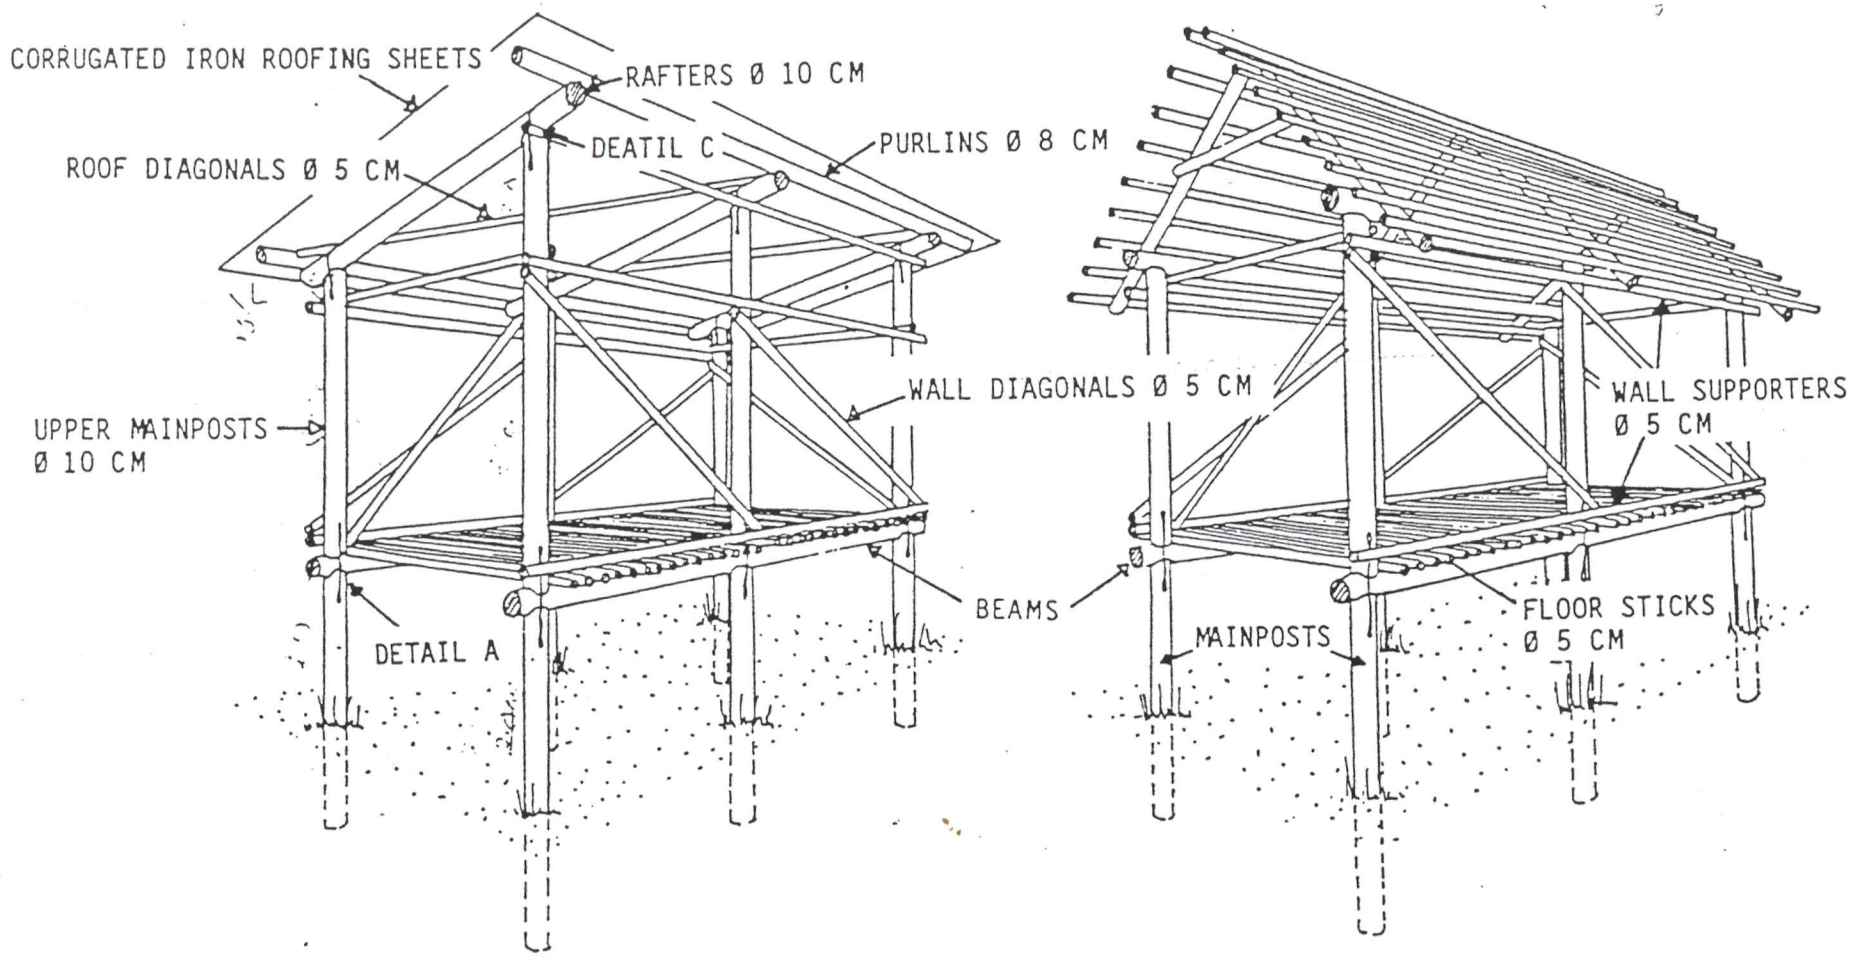 CORRUGATED IRON ROOFING SHEETS
RAFTERS Ø 10 CM
DEATIL C
PURLINS Ø 8 CM
ROOF DIAGONALS Ø 5 CM
WALL DIAGONALS Ø 5 CM
WALL SUPPORTERS
Ø 5 CM
UPPER MAINPOSTS
Ø 10 CM
BEAMS
FLOOR STICKS
Ø 5 CM
MAINPOSTS
DETAIL A